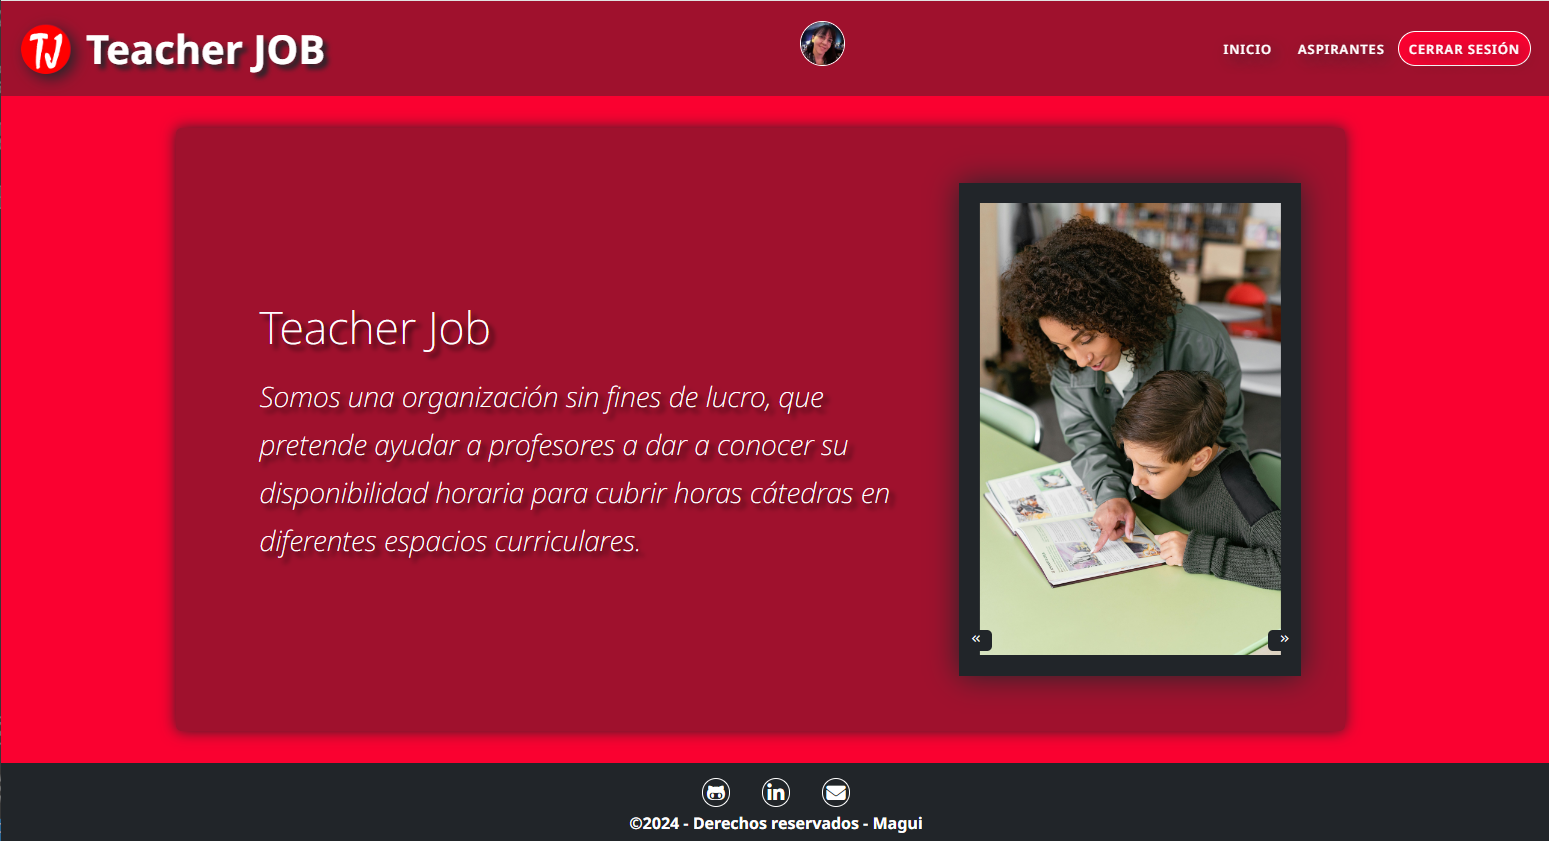 TJ Teacher JOB
INICIO ASPIRANTES CERRAR SESIÓN
Teacher Job
Somos una organización sin fines de lucro, que
pretende ayudar a profesores a dar a conocer su
disponibilidad horaria para cubrir horas cátedras en
diferentes espacios curriculares.
« »
in
©2024 - Derechos reservados - Magui